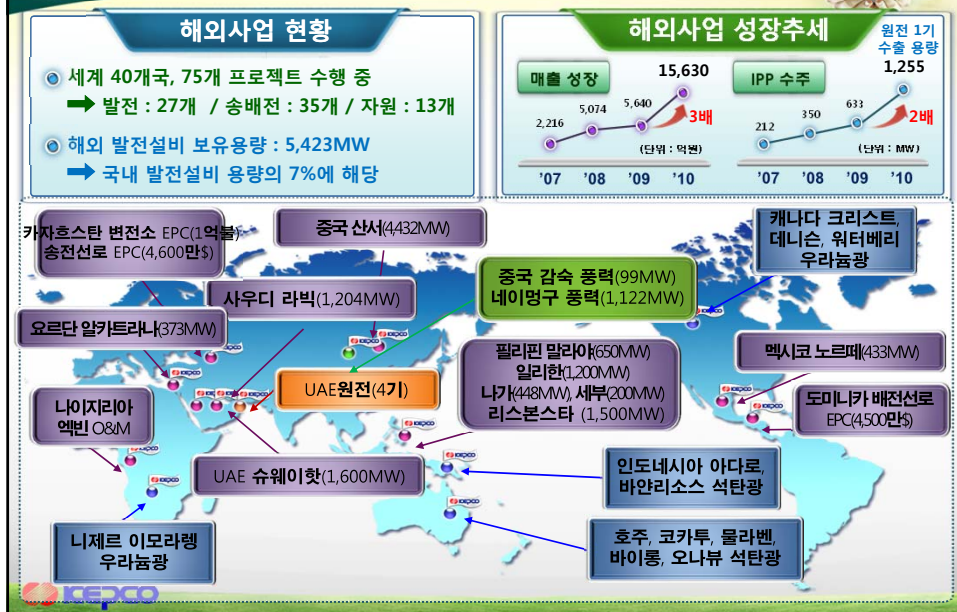 해외사업 현황
세계 40개국, 75개 프로젝트 수행 중
발전 : 27개 / 송배전 : 35개 / 자원 : 13개
해외 발전설비 보유용량 : 5,423MW
국내 발전설비 용량의 7%에 해당
해외사업 성장추세
원전 1기
수출 용량
매출 성장
15,630
5,640
5,074
2,216
3배
(단위 : 억원)
'07 '08 '09 '10
IPP 수주
1,255
633
350
212
2배
(단위 : MW)
'07 '08 '09 '10
카자흐스탄 변전소 EPC(1억불)
송전선로 EPC(4,600만$)
중국 산서(4,432MW)
캐나다 크리스트,
데니슨, 워터베리
우라늄광
중국 감숙 풍력(99MW)
네이멍구 풍력(1,122MW)
사우디 라빅(1,204MW)
요르단 알카트라나(373MW)
필리핀 말라야(650MW)
일리한(1,200MW)
나가(448MW), 세부(200MW)
리스본스타 (1,500MW)
멕시코 노르떼(433MW)
UAE원전(4기)
도미니카 배전선로
EPC(4,500만$)
나이지리아
엑빈 O&M
UAE 슈웨이핫(1,600MW)
인도네시아 아다로,
바얀리소스 석탄광
니제르 이모라렝
우라늄광
호주, 코카투, 물라벤,
바이롱, 오나뷰 석탄광
KEPCO
KEPCO
KEPCO
KEPCO
KEPCO
KEPCO
KEPCO
KEPCO
KEPCO
KEPCO
KEPCO
KEPCO
KEPCO